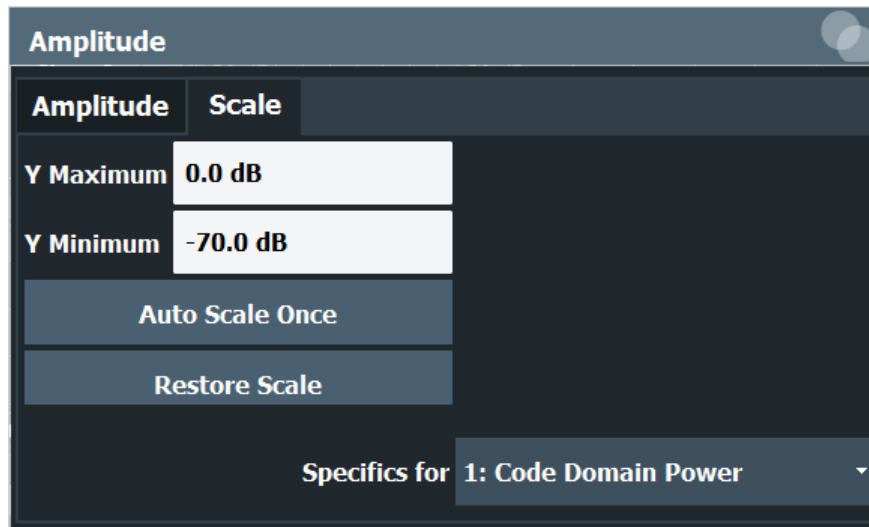 Amplitude
Amplitude Scale
Y Maximum 0.0 dB
Y Minimum -70.0 dB
Auto Scale Once
Restore Scale
Specifics for 1: Code Domain Power